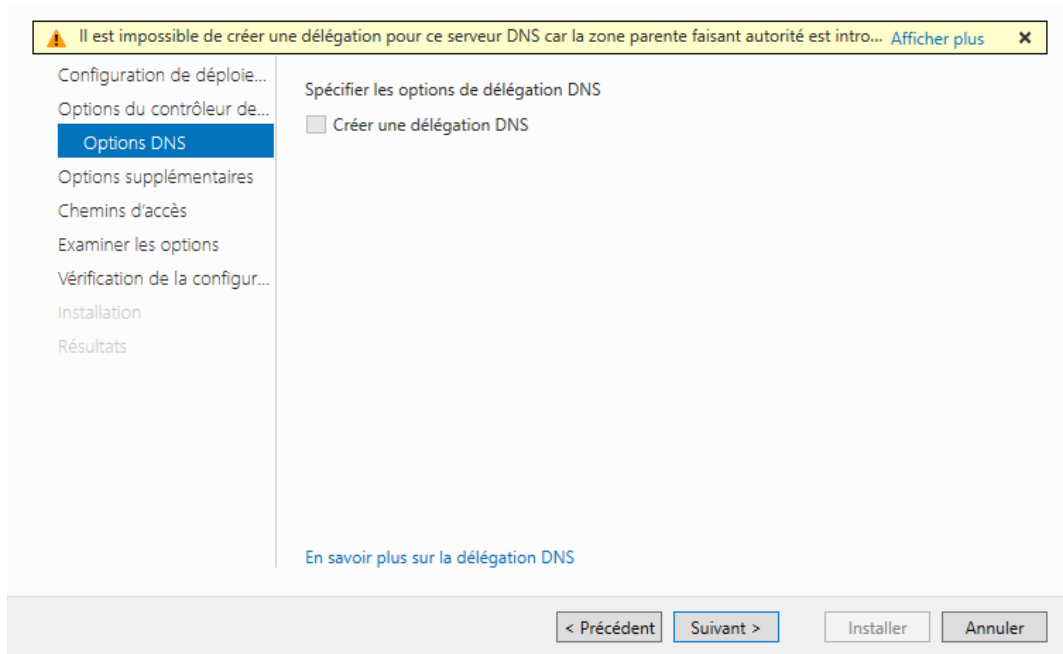 Il est impossible de créer une délégation pour ce serveur DNS car la zone parente faisant autorité est intro... Afficher plus
Configuration de déploie...
Options du contrôleur de...
Options DNS
Options supplémentaires
Chemins d'accès
Examiner les options
Vérification de la configur...
Installation
Résultats
Spécifier les options de délégation DNS
Créer une délégation DNS
En savoir plus sur la délégation DNS
< Précédent
Suivant >
Installer
Annuler